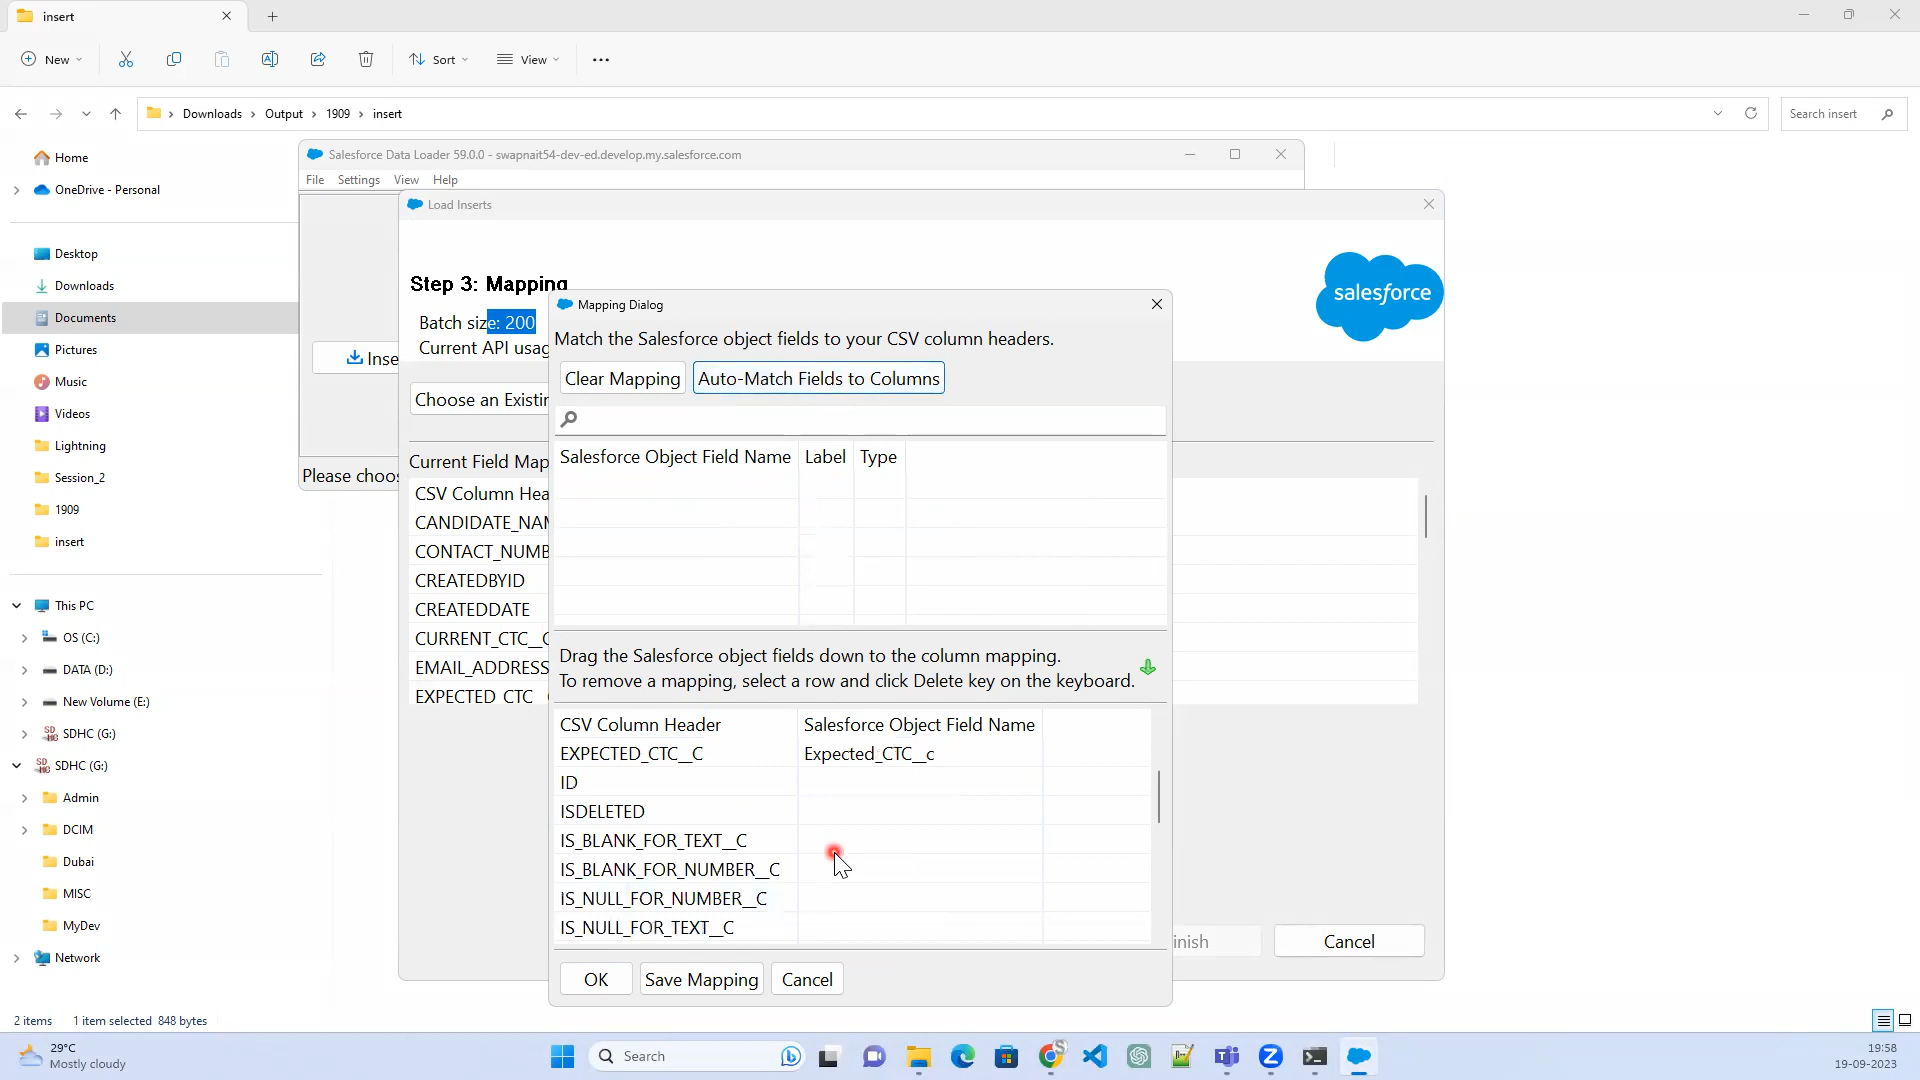 insert
New
Sort
View
Downloads
Output
1909
insert
Search insert
Home
OneDrive - Personal
Desktop
Downloads
Documents
Pictures
Music
Videos
Lightning
Session_2
1909
insert
This PC
OS (C:)
DATA (D:)
New Volume (E:)
SDHC (G:)
SDHC (G:)
Admin
DCIM
Dubai
MISC
MyDev
Network
2 items
1 item selected 848 bytes
Salesforce Data Loader 59.0.0 - swapnait54-dev-ed.develop.my.salesforce.com
File
Settings
View
Help
Inse
Please choos
Load Inserts
Step 3: Mapping
salesforce
Batch size: 200
Current API usag
Choose an Existin
Current Field Map
CSV Column Hea
CANDIDATE_NAM
CONTACT_NUMB
CREATEDBYID
CREATEDDATE
CURRENT_CTC__C
EMAIL_ADDRESS
EXPECTED_CTC
inish
Cancel
Mapping Dialog
Match the Salesforce object fields to your CSV column headers.
Clear Mapping
Auto-Match Fields to Columns
Salesforce Object Field Name
Label
Type
Drag the Salesforce object fields down to the column mapping.
To remove a mapping, select a row and click Delete key on the keyboard.
CSV Column Header
Salesforce Object Field Name
EXPECTED_CTC__C
Expected_CTC__c
ID
ISDELETED
IS_BLANK_FOR_TEXT__C
IS_BLANK_FOR_NUMBER__C
IS_NULL_FOR_NUMBER__C
IS_NULL_FOR_TEXT__C
OK
Save Mapping
Cancel
29°C
Mostly cloudy
Search
19:58
19-09-2023